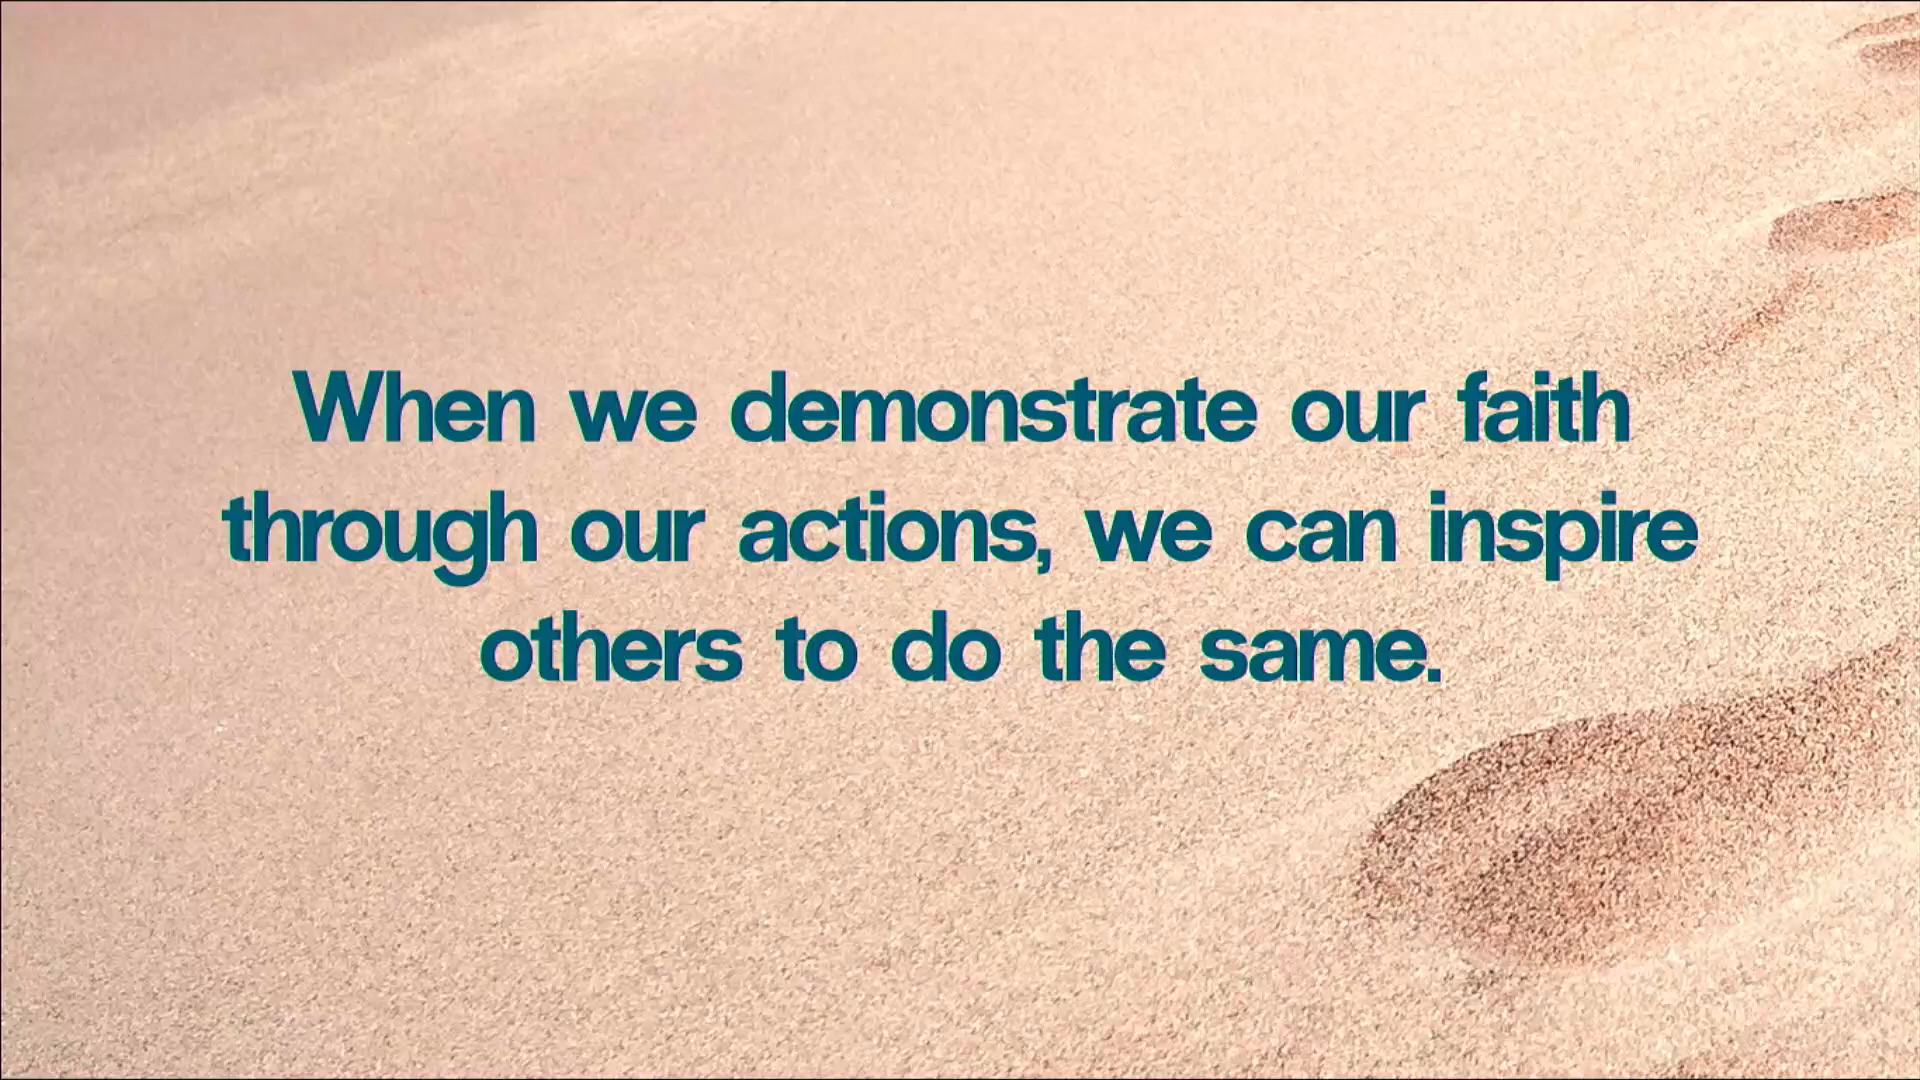 When we demonstrate our faith
through our actions, we can inspire
others to do the same.